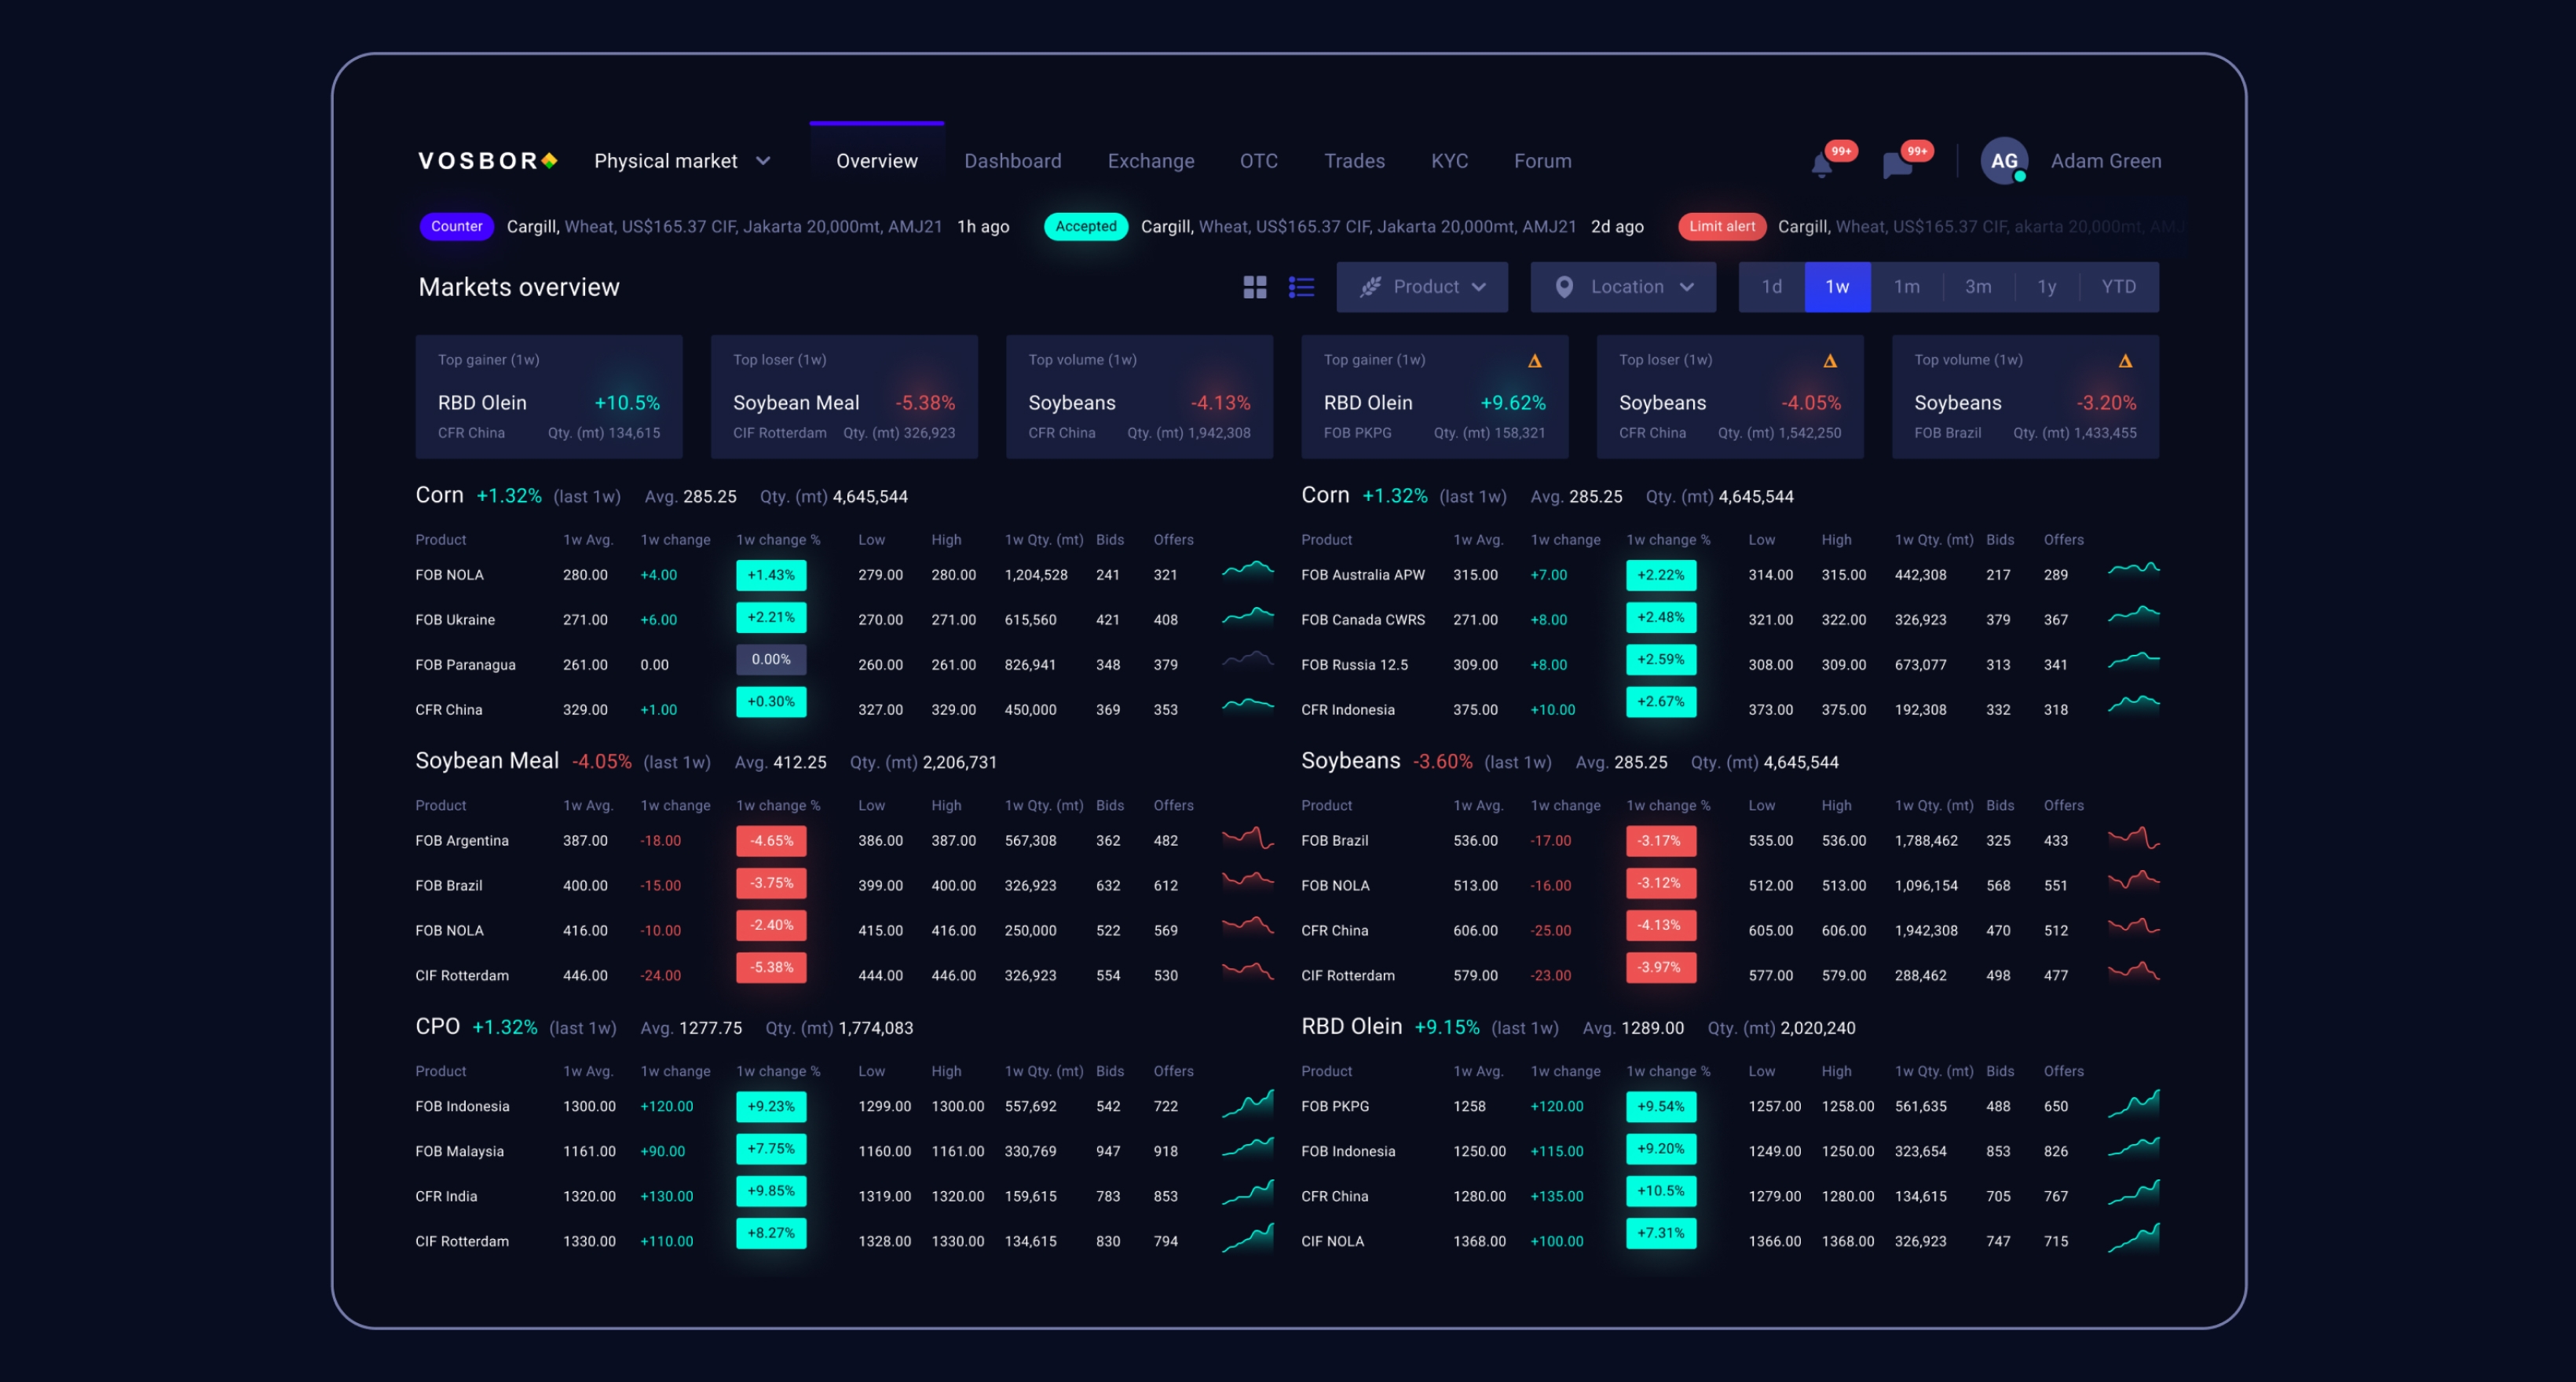 VOSBOR Physical market Overview Dashboard Exchange OTC Trades KYC Forum 99+ 99+ AG Adam Green
Counter Cargill, Wheat, US$165.37 CIF, Jakarta 20,000mt, AMJ21 1h ago Accepted Cargill, Wheat, US$165.37 CIF, Jakarta 20,000mt, AMJ21 2d ago Limit alert Cargill, Wheat, US$165.37 CIF, akarta 20,000mt, AMJ
Markets overview Product Location 1d 1w 1m 3m 1y YTD
Top gainer (1w)
RBD Olein +10.5%
CFR China Qty. (mt) 134,615
Top loser (1w)
Soybean Meal -5.38%
CIF Rotterdam Qty. (mt) 326,923
Top volume (1w)
Soybeans -4.13%
CFR China Qty. (mt) 1,942,308
Top gainer (1w)
RBD Olein +9.62%
FOB PKPG Qty. (mt) 158,321
Top loser (1w)
Soybeans -4.05%
CFR China Qty. (mt) 1,542,250
Top volume (1w)
Soybeans -3.20%
FOB Brazil Qty. (mt) 1,433,455
Corn +1.32% (last 1w) Avg. 285.25 Qty. (mt) 4,645,544
Product 1w Avg. 1w change 1w change % Low High 1w Qty. (mt) Bids Offers
FOB NOLA 280.00 +4.00 +1.43% 279.00 280.00 1,204,528 241 321
FOB Ukraine 271.00 +6.00 +2.21% 270.00 271.00 615,560 421 408
FOB Paranagua 261.00 0.00 0.00% 260.00 261.00 826,941 348 379
CFR China 329.00 +1.00 +0.30% 327.00 329.00 450,000 369 353
Corn +1.32% (last 1w) Avg. 285.25 Qty. (mt) 4,645,544
Product 1w Avg. 1w change 1w change % Low High 1w Qty. (mt) Bids Offers
FOB Australia APW 315.00 +7.00 +2.22% 314.00 315.00 442,308 217 289
FOB Canada CWRS 271.00 +8.00 +2.48% 321.00 322.00 326,923 379 367
FOB Russia 12.5 309.00 +8.00 +2.59% 308.00 309.00 673,077 313 341
CFR Indonesia 375.00 +10.00 +2.67% 373.00 375.00 192,308 332 318
Soybean Meal -4.05% (last 1w) Avg. 412.25 Qty. (mt) 2,206,731
Product 1w Avg. 1w change 1w change % Low High 1w Qty. (mt) Bids Offers
FOB Argentina 387.00 -18.00 -4.65% 386.00 387.00 567,308 362 482
FOB Brazil 400.00 -15.00 -3.75% 399.00 400.00 326,923 632 612
FOB NOLA 416.00 -10.00 -2.40% 415.00 416.00 250,000 522 569
CIF Rotterdam 446.00 -24.00 -5.38% 444.00 446.00 326,923 554 530
Soybeans -3.60% (last 1w) Avg. 285.25 Qty. (mt) 4,645,544
Product 1w Avg. 1w change 1w change % Low High 1w Qty. (mt) Bids Offers
FOB Brazil 536.00 -17.00 -3.17% 535.00 536.00 1,788,462 325 433
FOB NOLA 513.00 -16.00 -3.12% 512.00 513.00 1,096,154 568 551
CFR China 606.00 -25.00 -4.13% 605.00 606.00 1,942,308 470 512
CIF Rotterdam 579.00 -23.00 -3.97% 577.00 579.00 288,462 498 477
CPO +1.32% (last 1w) Avg. 1277.75 Qty. (mt) 1,774,083
Product 1w Avg. 1w change 1w change % Low High 1w Qty. (mt) Bids Offers
FOB Indonesia 1300.00 +120.00 +9.23% 1299.00 1300.00 557,692 542 722
FOB Malaysia 1161.00 +90.00 +7.75% 1160.00 1161.00 330,769 947 918
CFR India 1320.00 +130.00 +9.85% 1319.00 1320.00 159,615 783 853
CIF Rotterdam 1330.00 +110.00 +8.27% 1328.00 1330.00 134,615 830 794
RBD Olein +9.15% (last 1w) Avg. 1289.00 Qty. (mt) 2,020,240
Product 1w Avg. 1w change 1w change % Low High 1w Qty. (mt) Bids Offers
FOB PKPG 1258 +120.00 +9.54% 1257.00 1258.00 561,635 488 650
FOB Indonesia 1250.00 +115.00 +9.20% 1249.00 1250.00 323,654 853 826
CFR China 1280.00 +135.00 +10.5% 1279.00 1280.00 134,615 705 767
CIF NOLA 1368.00 +100.00 +7.31% 1366.00 1368.00 326,923 747 715